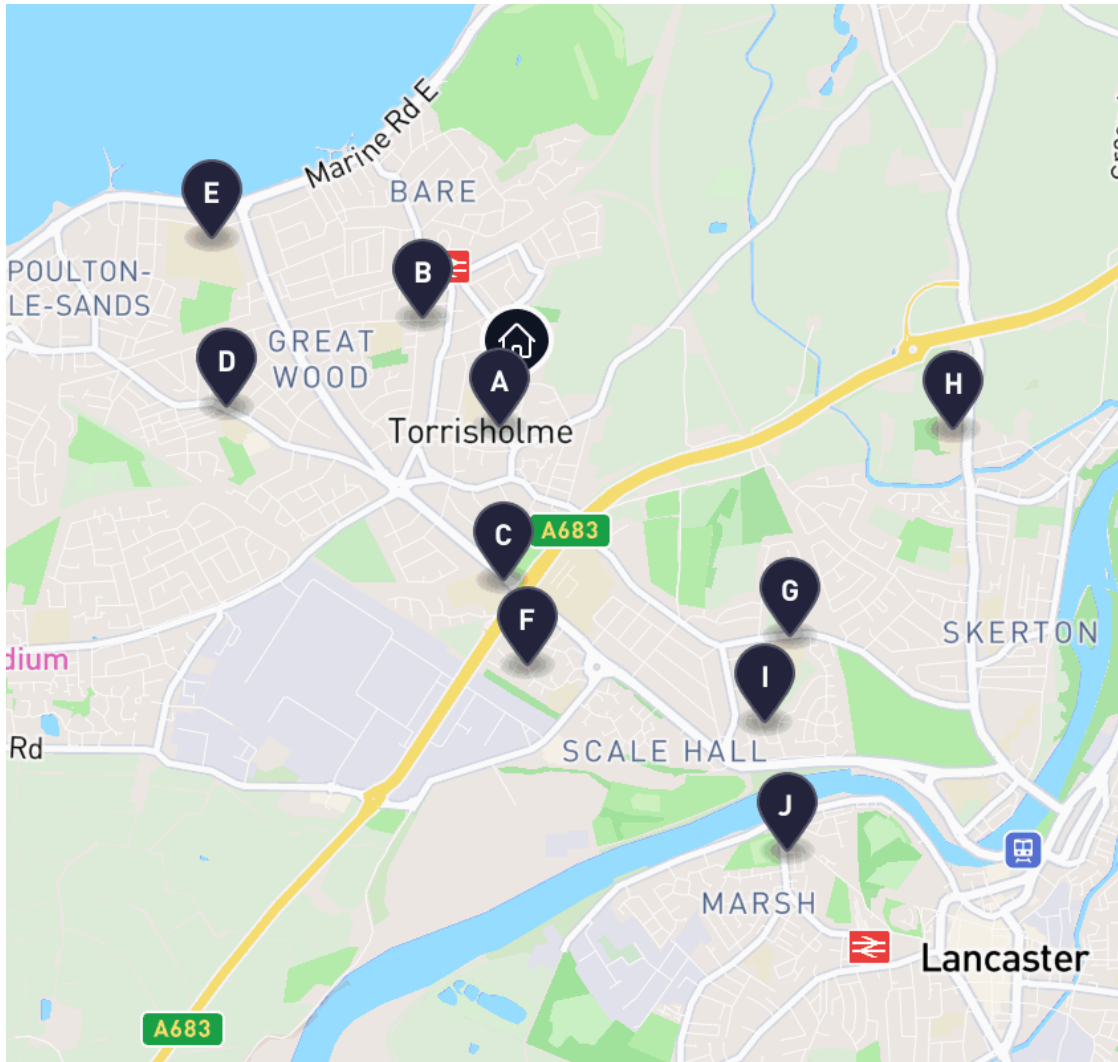 Marine Rd E
BARE
E
B
POULTON-
LE-SANDS
GREAT
WOOD
D
A
H
Torrisholme
C
A683
G
F
SKERTON
dium
I
Rd
SCALE HALL
J
MARSH
Lancaster
A683